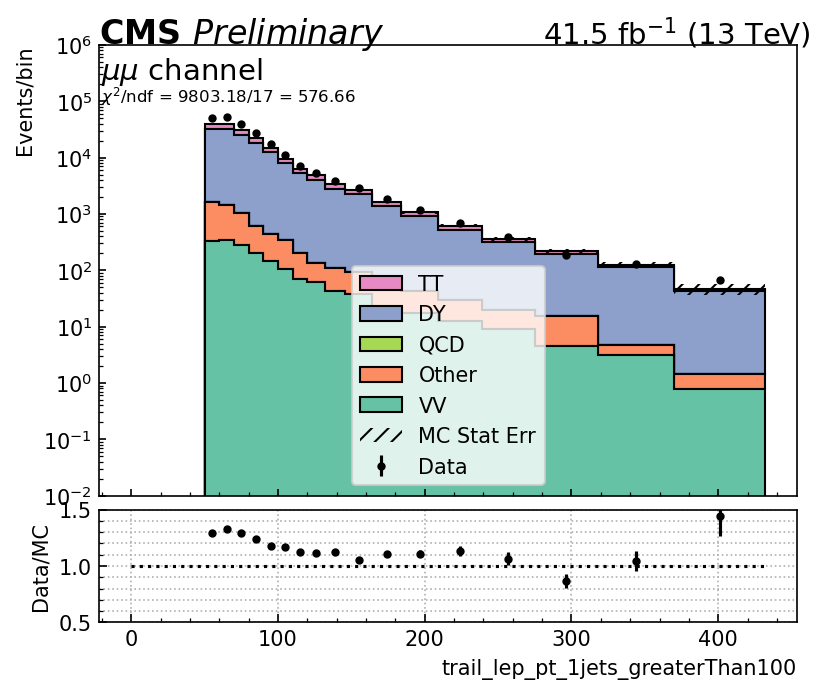 CMS Preliminary 41.5 fb⁻¹ (13 TeV)
μμ channel
χ²/ndf = 9803.18/17 = 576.66
Events/bin
10⁶
10⁵
10⁴
10³
10²
10¹
10⁰
10⁻¹
10⁻²
TT
DY
QCD
Other
VV
MC Stat Err
Data
Data/MC
1.5
1.0
0.5
0 100 200 300 400
trail_lep_pt_1jets_greaterThan100